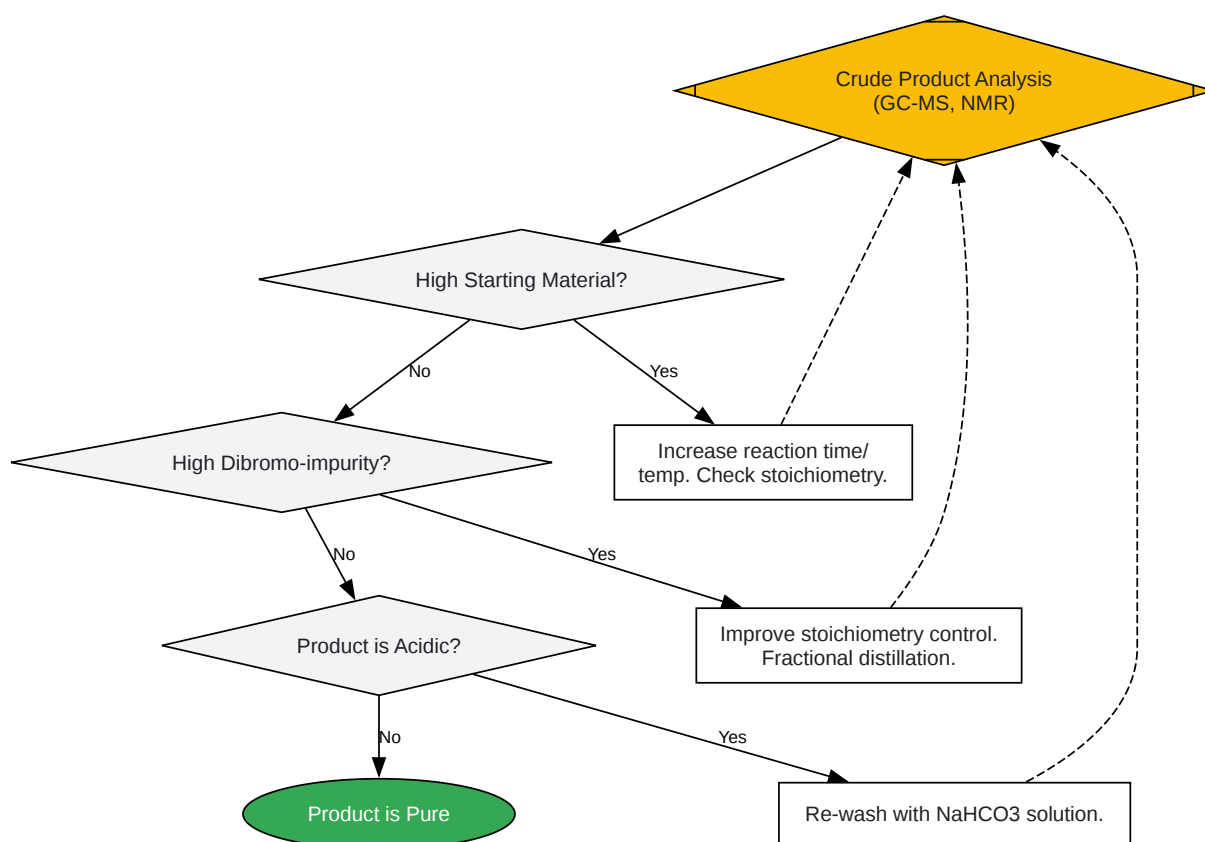 Crude Product Analysis
(GC-MS, NMR)
High Starting Material?
No
Yes
High Dibromo-impurity?
Increase reaction time/
temp. Check stoichiometry.
No
Yes
Product is Acidic?
Improve stoichiometry control.
Fractional distillation.
No
Yes
Product is Pure
Re-wash with NaHCO3 solution.